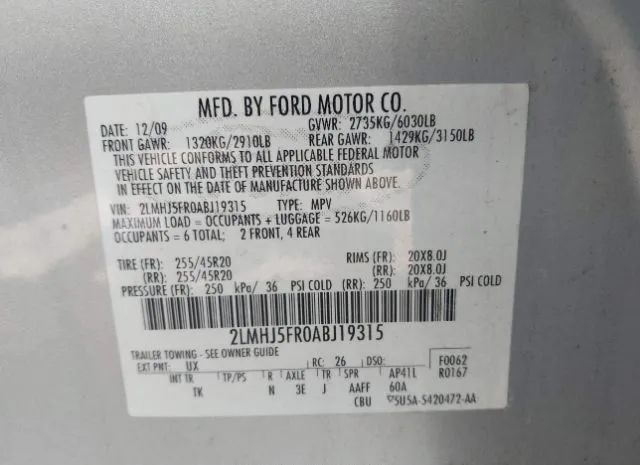 MFD. BY FORD MOTOR CO.
DATE: 12/09 GVWR: 2735KG/6030LB
FRONT GAWR: 1320KG/2910LB REAR GAWR: 1429KG/3150LB
THIS VEHICLE CONFORMS TO ALL APPLICABLE FEDERAL MOTOR
VEHICLE SAFETY AND THEFT PREVENTION STANDARDS
IN EFFECT ON THE DATE OF MANUFACTURE SHOWN ABOVE.
VIN: 2LMHJ5FR0ABJ19315 TYPE: MPV
MAXIMUM LOAD = OCCUPANTS + LUGGAGE = 526KG/1160LB
OCCUPANTS = 6 TOTAL; 2 FRONT, 4 REAR
TIRE (FR): 255/45R20 RIMS (FR): 20X8.0J
(RR): 255/45R20 (RR): 20X8.0J
PRESSURE (FR): 250 kPa/ 36 PSI COLD (RR): 250 kPa/ 36 PSI COLD
2LMHJ5FR0ABJ19315
TRAILER TOWING - SEE OWNER GUIDE
EXT PNT: UX RC: 26 DSO: F0062
INT TR TP/PS R AXLE TR SPR AP41L R0167
TK N 3E J AAFF 60A
CBU 5U5A-5420472-AA